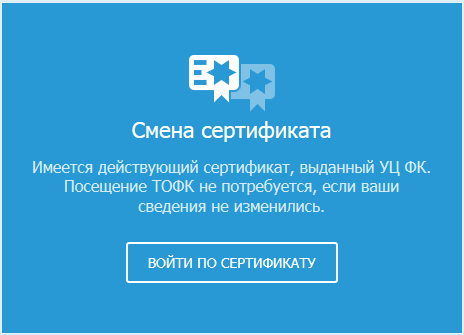 Смена сертификата
Имеется действующий сертификат, выданный УЦ ФК.
Посещение ТОФК не потребуется, если ваши
сведения не изменились.
ВОЙТИ ПО СЕРТИФИКАТУ